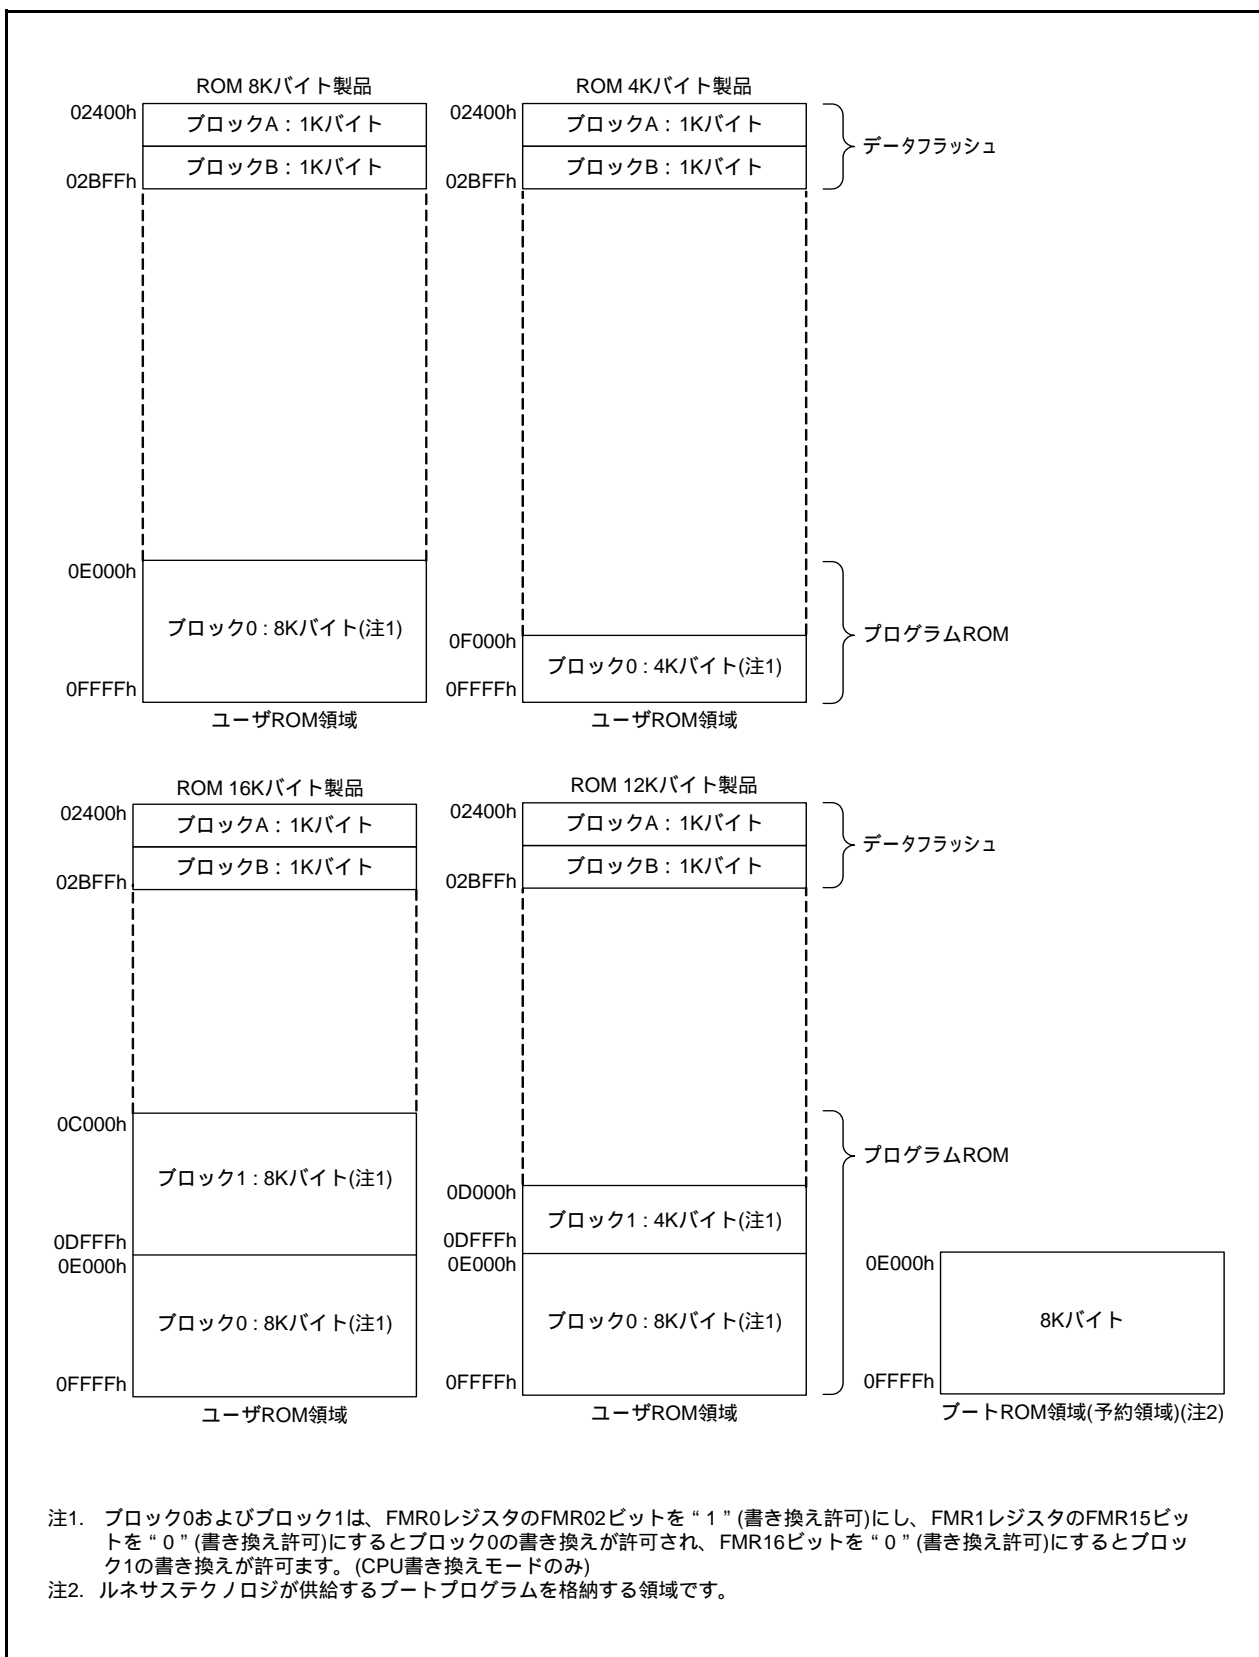 ROM 8Kバイト製品
02400h
ブロックA：1Kバイト
ブロックB：1Kバイト
02BFFh
0E000h
ブロック0 : 8Kバイト(注1)
0FFFFh
ユーザROM領域
ROM 4Kバイト製品
02400h
ブロックA：1Kバイト
ブロックB：1Kバイト
02BFFh
0F000h
ブロック0 : 4Kバイト(注1)
0FFFFh
ユーザROM領域
データフラッシュ
プログラムROM
ROM 16Kバイト製品
02400h
ブロックA：1Kバイト
ブロックB：1Kバイト
02BFFh
0C000h
ブロック1 : 8Kバイト(注1)
0DFFFh
0E000h
ブロック0 : 8Kバイト(注1)
0FFFFh
ユーザROM領域
ROM 12Kバイト製品
02400h
ブロックA：1Kバイト
ブロックB：1Kバイト
02BFFh
0D000h
ブロック1 : 4Kバイト(注1)
0DFFFh
0E000h
ブロック0 : 8Kバイト(注1)
0FFFFh
ユーザROM領域
データフラッシュ
プログラムROM
0E000h
8Kバイト
0FFFFh
ブートROM領域(予約領域)(注2)
注1. ブロック0およびブロック1は、FMR0レジスタのFMR02ビットを“1”(書き換え許可)にし、FMR1レジスタのFMR15ビッ
トを“0”(書き換え許可)にするとブロック0の書き換えが許可され、FMR16ビットを“0”(書き換え許可)にするとブロッ
ク1の書き換えが許可ます。(CPU書き換えモードのみ)
注2. ルネサステクノロジが供給するブートプログラムを格納する領域です。